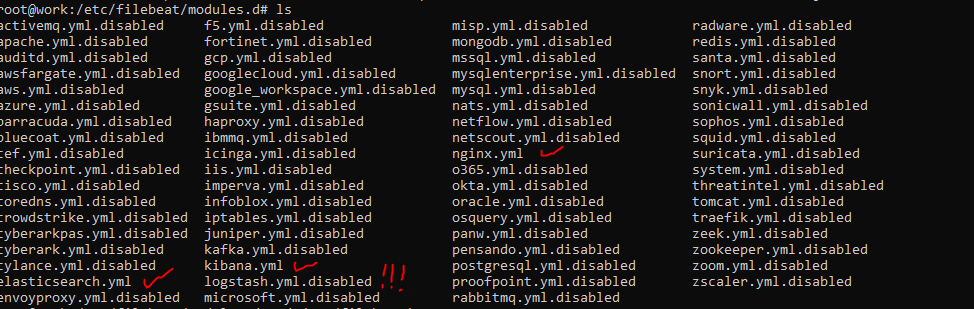 root@work:/etc/filebeat/modules.d# ls
activemq.yml.disabled f5.yml.disabled misp.yml.disabled radware.yml.disabled
apache.yml.disabled fortinet.yml.disabled mongodb.yml.disabled redis.yml.disabled
auditd.yml.disabled gcp.yml.disabled mssql.yml.disabled santa.yml.disabled
awsfargate.yml.disabled googlecloud.yml.disabled mysqlenterprise.yml.disabled snort.yml.disabled
aws.yml.disabled google_workspace.yml.disabled mysql.yml.disabled snyk.yml.disabled
azure.yml.disabled gsuite.yml.disabled nats.yml.disabled sonicwall.yml.disabled
barracuda.yml.disabled haproxy.yml.disabled netflow.yml.disabled sophos.yml.disabled
bluecoat.yml.disabled ibmmq.yml.disabled netscout.yml.disabled squid.yml.disabled
cef.yml.disabled icinga.yml.disabled nginx.yml suricata.yml.disabled
checkpoint.yml.disabled iis.yml.disabled o365.yml.disabled system.yml.disabled
cisco.yml.disabled imperva.yml.disabled okta.yml.disabled threatintel.yml.disabled
coredns.yml.disabled infoblox.yml.disabled oracle.yml.disabled tomcat.yml.disabled
crowdstrike.yml.disabled iptables.yml.disabled osquery.yml.disabled traefik.yml.disabled
cyberarkpas.yml.disabled juniper.yml.disabled panw.yml.disabled zeek.yml.disabled
cyberark.yml.disabled kafka.yml.disabled pensando.yml.disabled zookeeper.yml.disabled
cylance.yml.disabled kibana.yml postgresql.yml.disabled zoom.yml.disabled
elasticsearch.yml logstash.yml.disabled !!! proofpoint.yml.disabled zscaler.yml.disabled
envoyproxy.yml.disabled microsoft.yml.disabled rabbitmq.yml.disabled